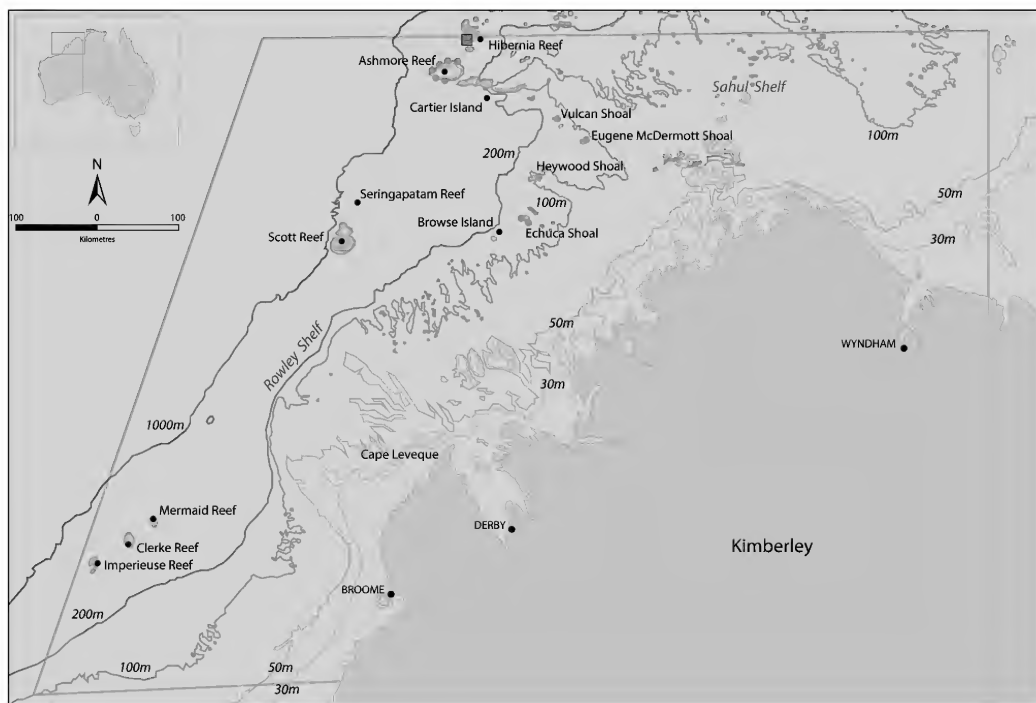 Hibernia Reef
Ashmore Reef
Sahul Shelf
Cartier Island
Vulcan Shoal
Eugene McDermott Shoal
100m
200m
N
Heywood Shoal
50m
Seringapatam Reef
100m
100 0 100
Kilometres
Browse Island
Echuca Shoal
Scott Reef
30m
50m
WYNDHAM
Rowley Shelf
30m
1000m
Cape Leveque
Mermaid Reef
DERBY
Clerke Reef
Kimberley
Imperieuse Reef
BROOME
200m
100m
50m
30m